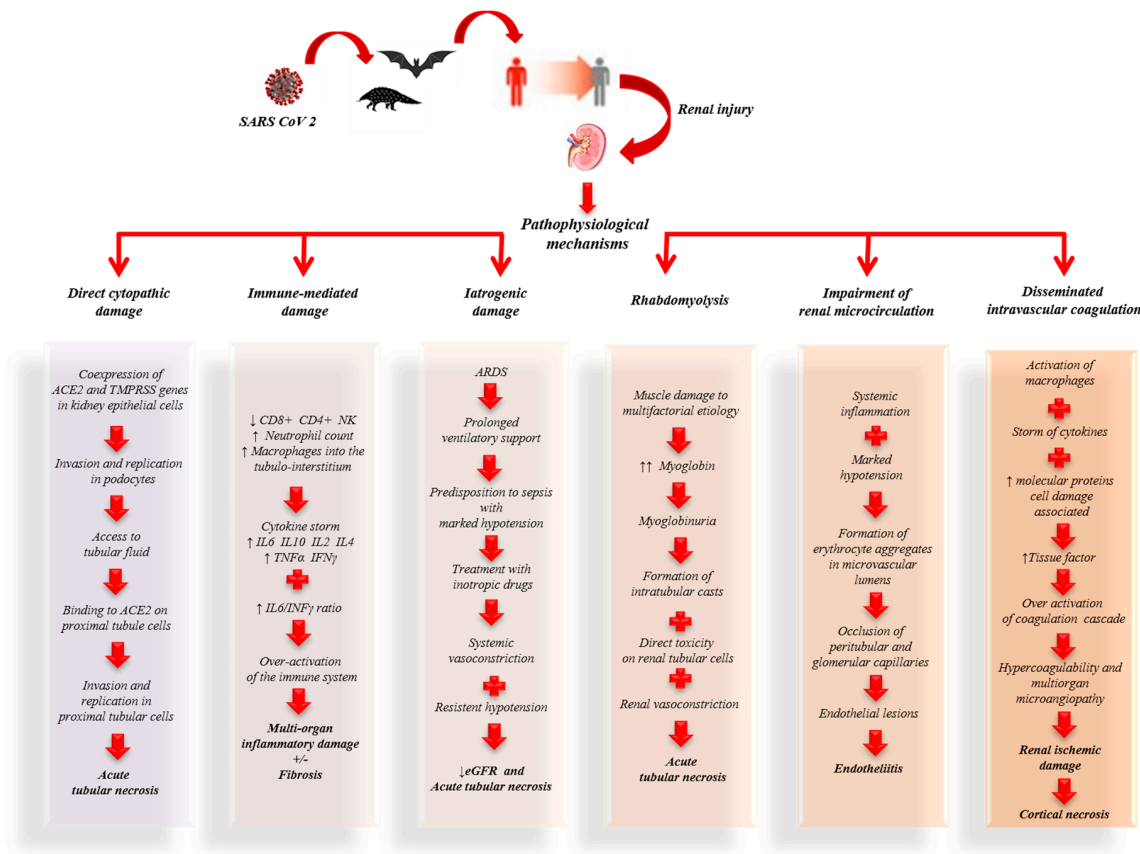 SARS CoV 2
Renal injury
Pathophysiological
mechanisms
Direct cytopathic
damage
Coexpression of
ACE2 and TMPRSS genes
in kidney epithelial cells
Invasion and replication
in podocytes
Access to
tubular fluid
Binding to ACE2 on
proximal tubule cells
Invasion and
replication in
proximal tubular cells
Acute
tubular necrosis
Immune-mediated
damage
↓ CD8+ CD4+ NK
↑ Neutrophil count
↑ Macrophages into the
tubulo-interstitium
Cytokine storm
↑ IL6 IL10 IL2 IL4
↑ TNFα IFNγ
↑ IL6/INFγ ratio
Over-activation
of the immune system
Multi-organ
inflammatory damage
+/-
Fibrosis
Iatrogenic
damage
ARDS
Prolonged
ventilatory support
Predisposition to sepsis
with
marked hypotension
Treatment with
inotropic drugs
Systemic
vasoconstriction
Resistent hypotension
↓eGFR and
Acute tubular necrosis
Rhabdomyolysis
Muscle damage to
multifactorial etiology
↑↑ Myoglobin
Myoglobinuria
Formation of
intratubular casts
Direct toxicity
on renal tubular cells
Renal vasoconstriction
Acute
tubular necrosis
Impairment of
renal microcirculation
Systemic
inflammation
Marked
hypotension
Formation of
erythrocyte aggregates
in microvascular
lumens
Occlusion of
peritubular and
glomerular capillaries
Endothelial lesions
Endotheliitis
Disseminated
intravascular coagulation
Activation of
macrophages
Storm of cytokines
↑ molecular proteins
cell damage
associated
↑Tissue factor
Over activation
of coagulation cascade
Hypercoagulability and
multiorgan
microangiopathy
Renal ischemic
damage
Cortical necrosis